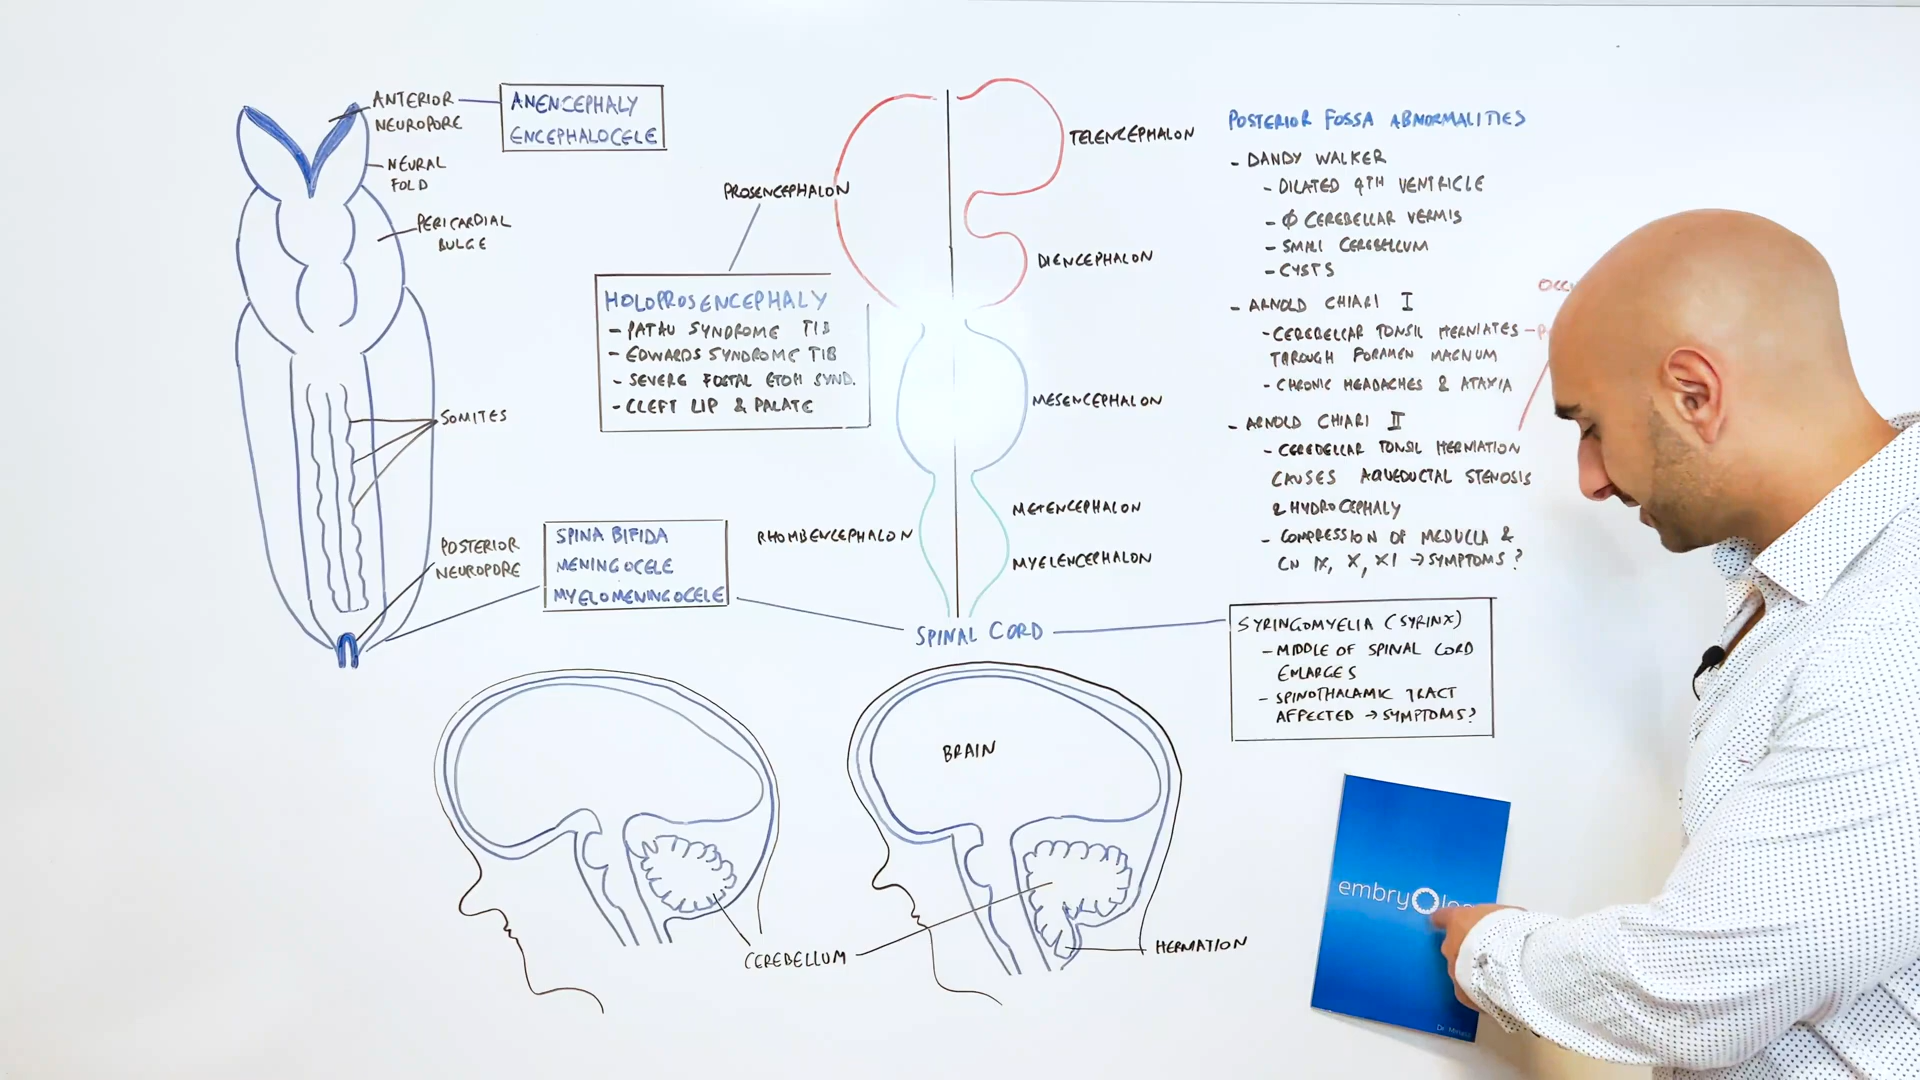 ANTERIOR
NEUROPORE
ANENCEPHALY
ENCEPHALOCELE
NEURAL
FOLD
PERICARDIAL
BULGE
SOMITES
POSTERIOR
NEUROPORE
SPINA BIFIDA
MENINGOCELE
MYELOMENINGOCELE
PROSENCEPHALON
HOLOPROSENCEPHALY
- PATAU SYNDROME T13
- EDWARDS SYNDROME T18
- SEVERE FOETAL ETOH SYND.
- CLEFT LIP & PALATE
TELENCEPHALON
DIENCEPHALON
MESENCEPHALON
RHOMBENCEPHALON
METENCEPHALON
MYELENCEPHALON
SPINAL CORD
POSTERIOR FOSSA ABNORMALITIES
- DANDY WALKER
- DILATED 4TH VENTRICLE
- Ø CEREBELLAR VERMIS
- SMALL CEREBELLUM
- CYSTS
- ARNOLD CHIARI I
- CEREBELLAR TONSIL HERNIATES
THROUGH FORAMEN MAGNUM
- CHRONIC HEADACHES & ATAXIA
- ARNOLD CHIARI II
- CEREBELLAR TONSIL HERNIATION
CAUSES AQUEDUCTAL STENOSIS
& HYDROCEPHALY
- COMPRESSION OF MEDULLA &
CN IX, X, XI → SYMPTOMS?
SYRINGOMYELIA (SYRINX)
- MIDDLE OF SPINAL CORD
ENLARGES
- SPINOTHALAMIC TRACT
AFFECTED → SYMPTOMS?
BRAIN
CEREBELLUM
HERNIATION
embryOlo